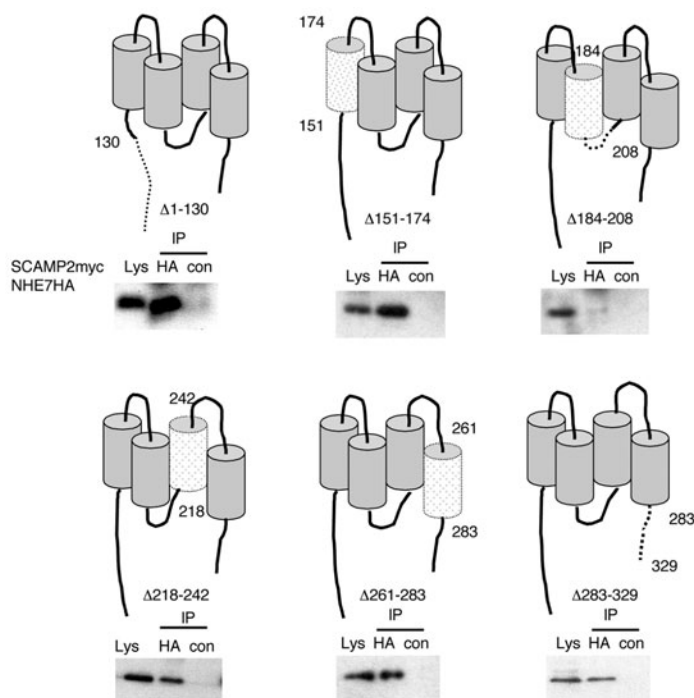 174
184
130
151
208
Δ1-130
Δ151-174
Δ184-208
IP
IP
IP
SCAMP2myc
NHE7HA
Lys HA con
Lys HA con
Lys HA con
242
261
218
283
283
329
Δ218-242
Δ261-283
Δ283-329
IP
IP
IP
Lys HA con
Lys HA con
Lys HA con